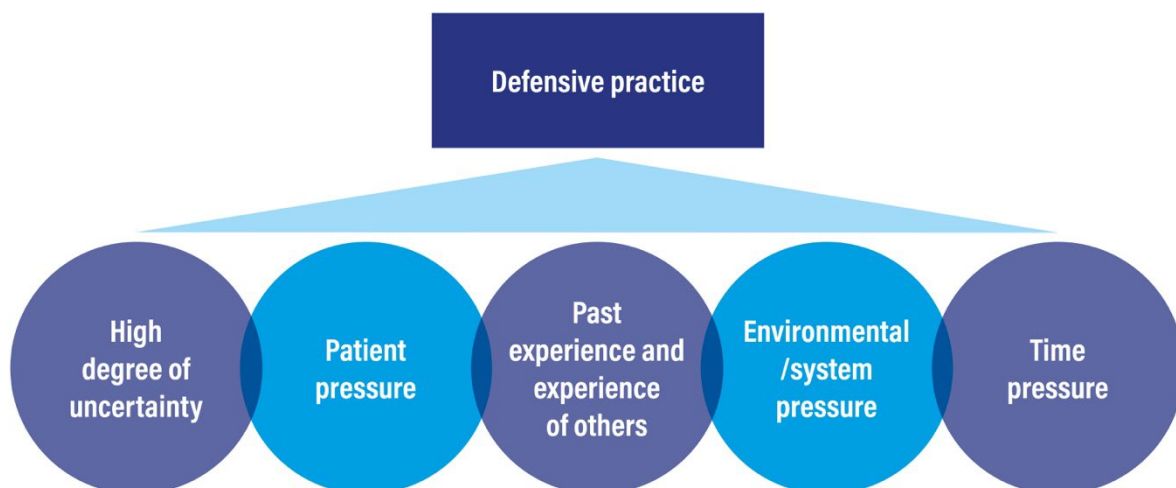 Defensive practice
High
degree of
uncertainty
Patient
pressure
Past
experience and
experience
of others
Environmental
/system
pressure
Time
pressure